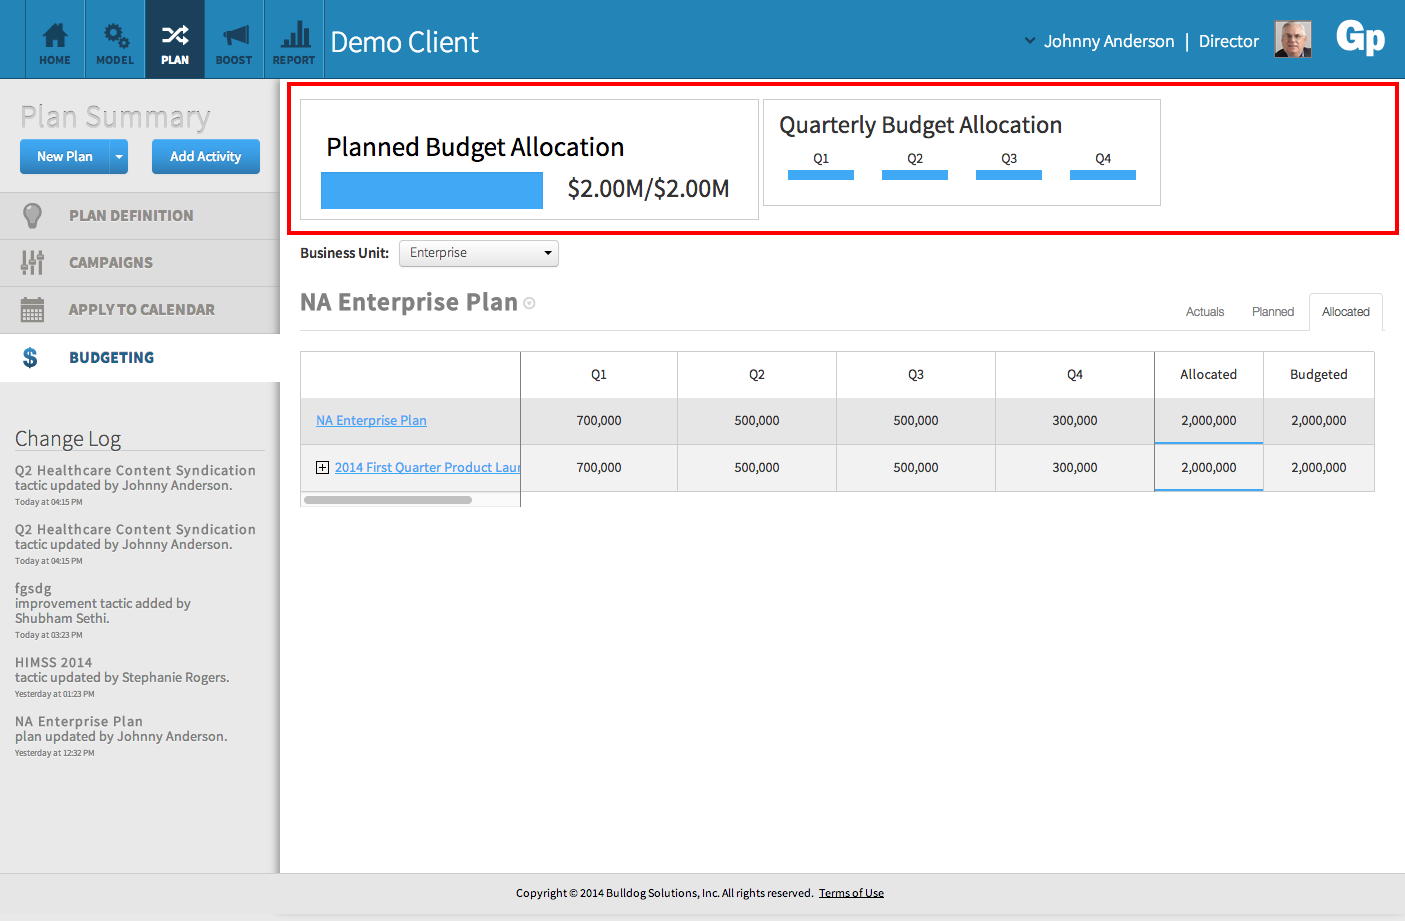 HOME
MODEL
PLAN
BOOST
REPORT
Demo Client
Johnny Anderson | Director
Gp
Plan Summary
New Plan
Add Activity
PLAN DEFINITION
CAMPAIGNS
APPLY TO CALENDAR
$ BUDGETING
Change Log
Q2 Healthcare Content Syndication
tactic updated by Johnny Anderson.
Today at 04:15 PM
Q2 Healthcare Content Syndication
tactic updated by Johnny Anderson.
Today at 04:15 PM
fgsdg
improvement tactic added by
Shubham Sethi.
Today at 03:23 PM
HIMSS 2014
tactic updated by Stephanie Rogers.
Yesterday at 01:23 PM
NA Enterprise Plan
plan updated by Johnny Anderson.
Yesterday at 12:32 PM
Planned Budget Allocation
$2.00M/$2.00M
Quarterly Budget Allocation
Q1 Q2 Q3 Q4
Business Unit: Enterprise
NA Enterprise Plan
Actuals Planned Allocated
Q1 Q2 Q3 Q4 Allocated Budgeted
NA Enterprise Plan 700,000 500,000 500,000 300,000 2,000,000 2,000,000
2014 First Quarter Product Laur 700,000 500,000 500,000 300,000 2,000,000 2,000,000
Copyright © 2014 Bulldog Solutions, Inc. All rights reserved. Terms of Use